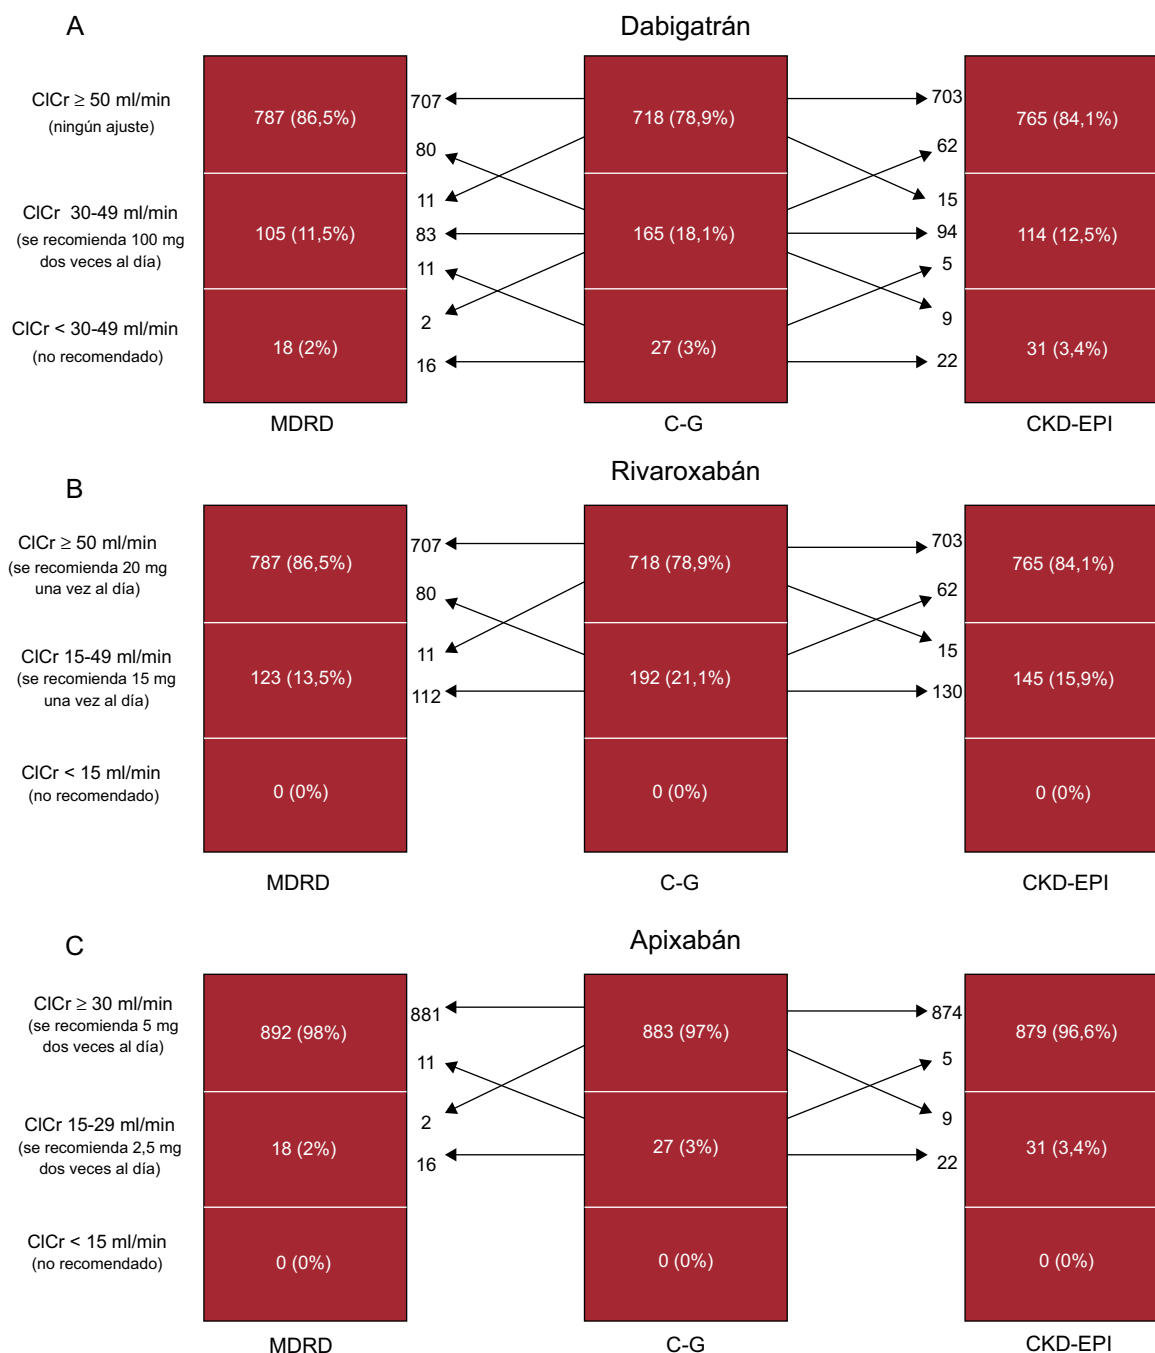 A
Dabigatrán
ClCr ≥ 50 ml/min
(ningún ajuste)
787 (86,5%)
707
718 (78,9%)
703
765 (84,1%)
80
62
11
15
ClCr 30-49 ml/min
(se recomienda 100 mg
dos veces al día)
105 (11,5%)
83
165 (18,1%)
94
114 (12,5%)
11
5
2
9
ClCr < 30-49 ml/min
(no recomendado)
18 (2%)
16
27 (3%)
22
31 (3,4%)
MDRD
C-G
CKD-EPI
B
Rivaroxabán
ClCr ≥ 50 ml/min
(se recomienda 20 mg
una vez al día)
787 (86,5%)
707
718 (78,9%)
703
765 (84,1%)
80
62
11
15
ClCr 15-49 ml/min
(se recomienda 15 mg
una vez al día)
123 (13,5%)
112
192 (21,1%)
130
145 (15,9%)
ClCr < 15 ml/min
(no recomendado)
0 (0%)
0 (0%)
0 (0%)
MDRD
C-G
CKD-EPI
C
Apixabán
ClCr ≥ 30 ml/min
(se recomienda 5 mg
dos veces al día)
892 (98%)
881
883 (97%)
874
879 (96,6%)
11
5
2
9
ClCr 15-29 ml/min
(se recomienda 2,5 mg
dos veces al día)
18 (2%)
16
27 (3%)
22
31 (3,4%)
ClCr < 15 ml/min
(no recomendado)
0 (0%)
0 (0%)
0 (0%)
MDRD
C-G
CKD-EPI